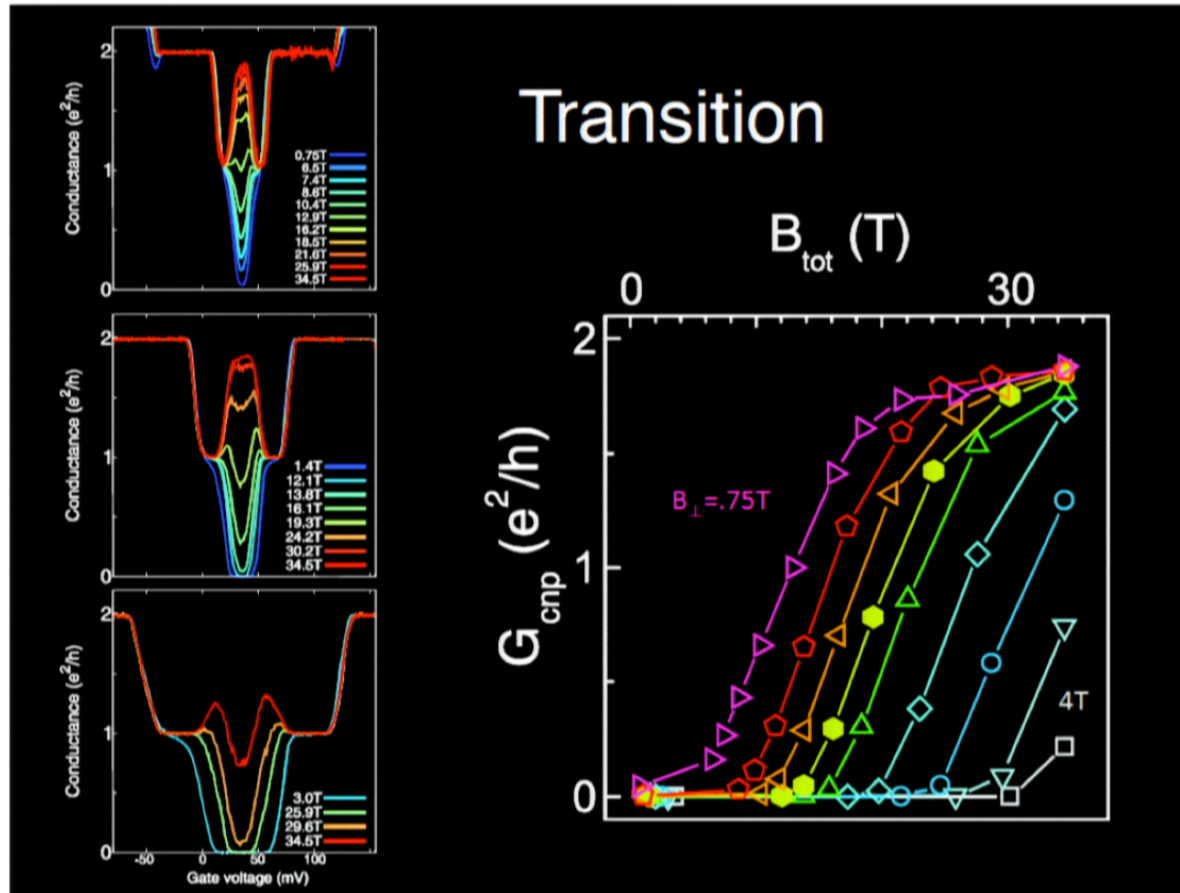 Transition
2
1
0
Conductance (e²/h)
0.75T
6.5T
7.4T
8.6T
10.4T
12.9T
16.2T
18.5T
21.6T
25.9T
34.5T
2
1
0
Conductance (e²/h)
1.4T
12.1T
13.8T
16.1T
19.3T
24.2T
30.2T
34.5T
2
1
0
Conductance (e²/h)
3.0T
25.9T
29.6T
34.5T
-50 0 50 100
Gate voltage (mV)
B_tot (T)
0 30
2
1
0
G_cnp (e²/h)
B_⊥=.75T
4T